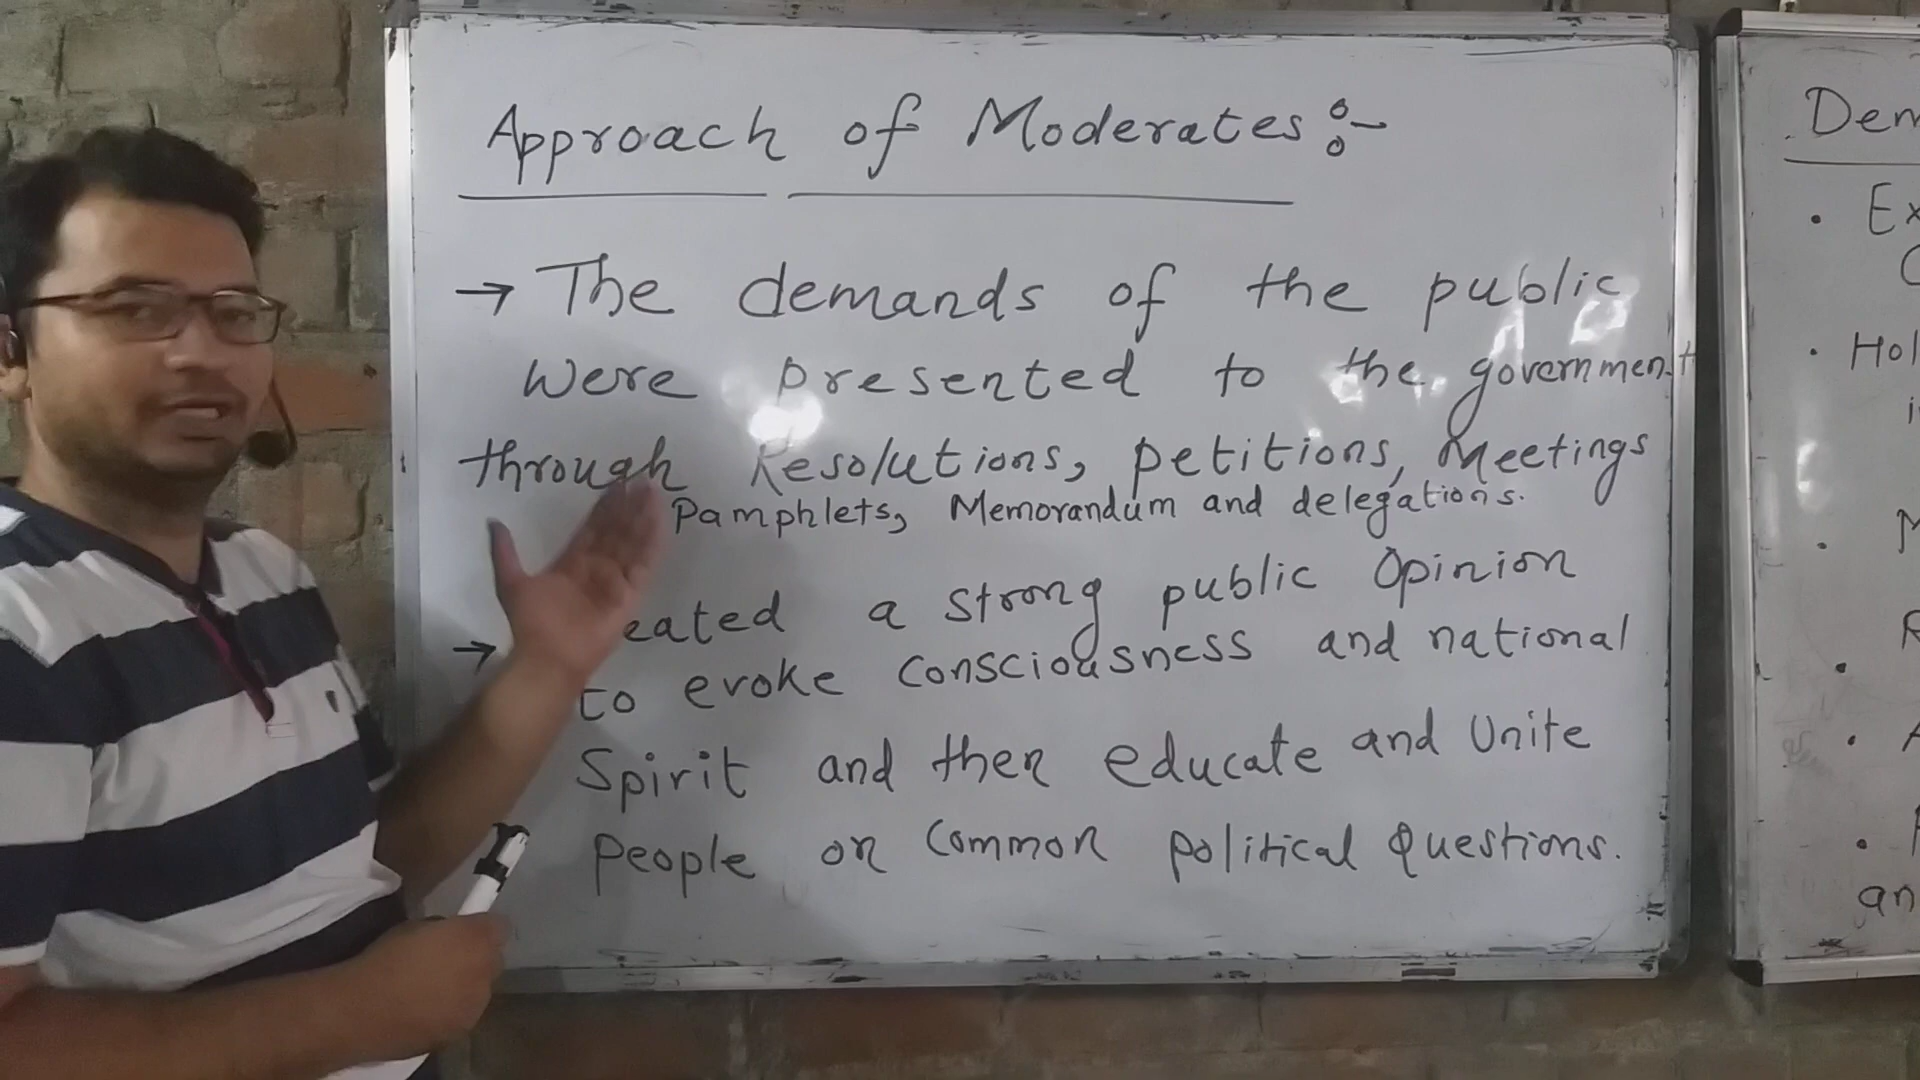 Approach of Moderates :-
→ The demands of the public
were presented to the government
through Resolutions, petitions, Meetings
Pamphlets, Memorandum and delegations.
→ eated a strong public Opinion
to evoke consciousness and national
Spirit and then educate and Unite
people on Common political Questions.
Dem
• Ex
C
• Hol
i
• M
R
•
• A
•
an